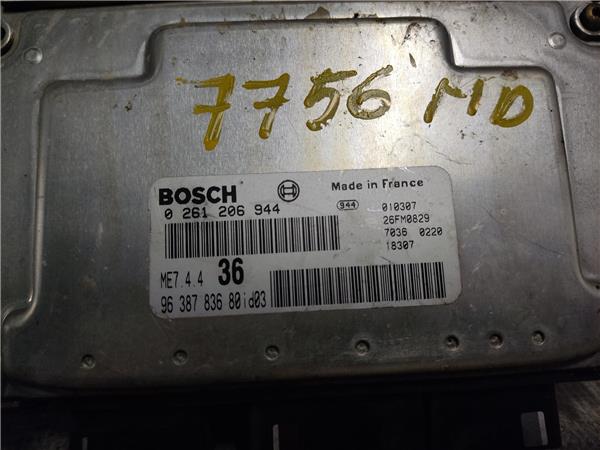 7756 MD
BOSCH
Made in France
0 261 206 944
944
010307
26FM0829
7036 0220
18307
ME7.4.4 36
96 387 836 80id03